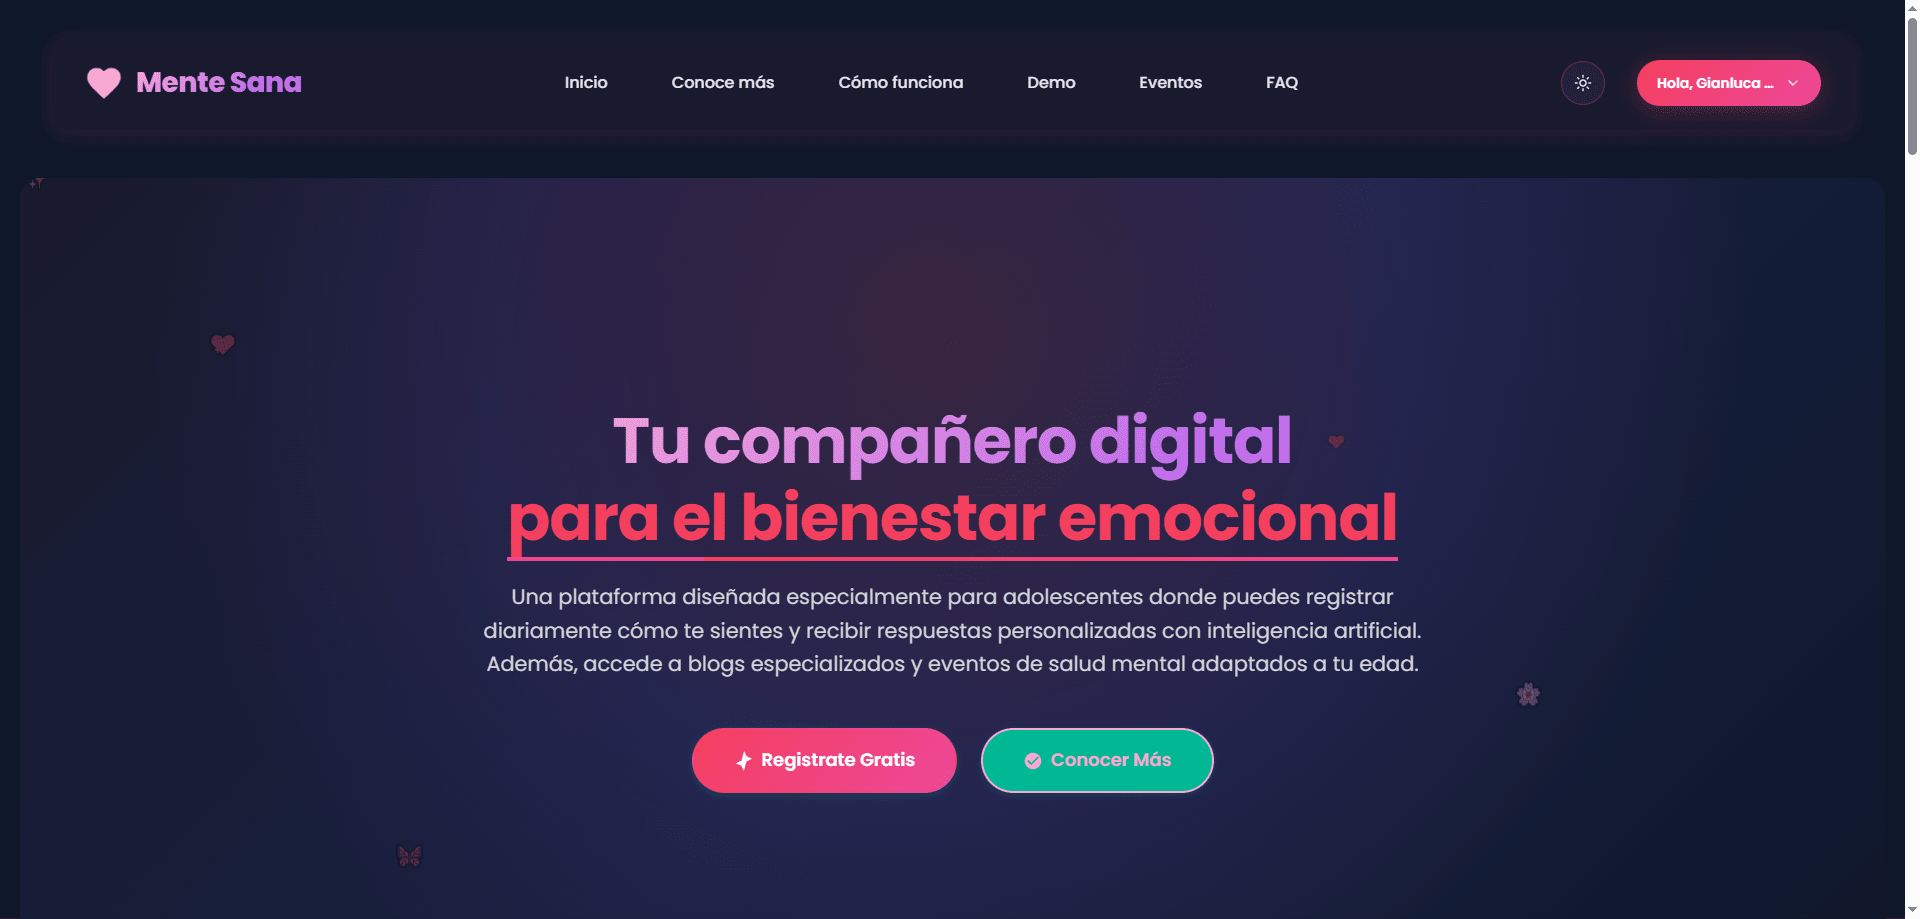 Mente Sana
Inicio
Conoce más
Cómo funciona
Demo
Eventos
FAQ
Hola, Gianluca ...
Tu compañero digital
para el bienestar emocional
Una plataforma diseñada especialmente para adolescentes donde puedes registrar
diariamente cómo te sientes y recibir respuestas personalizadas con inteligencia artificial.
Además, accede a blogs especializados y eventos de salud mental adaptados a tu edad.
Registrate Gratis
Conocer Más